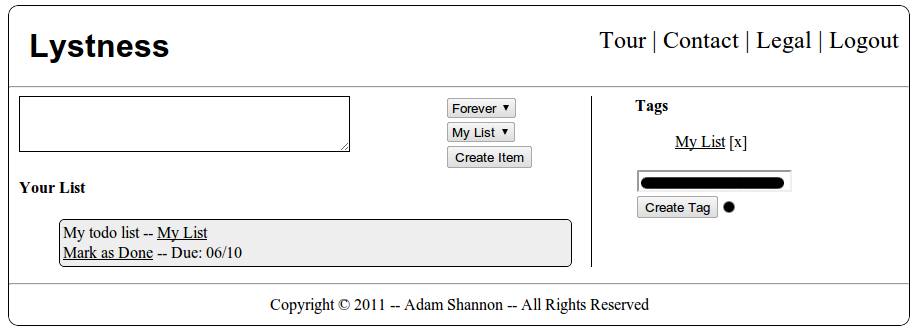 Lystness
Tour | Contact | Legal | Logout
Forever
My List
Create Item
Your List
My todo list -- My List
Mark as Done -- Due: 06/10
Tags
My List [x]
Create Tag
Copyright © 2011 -- Adam Shannon -- All Rights Reserved